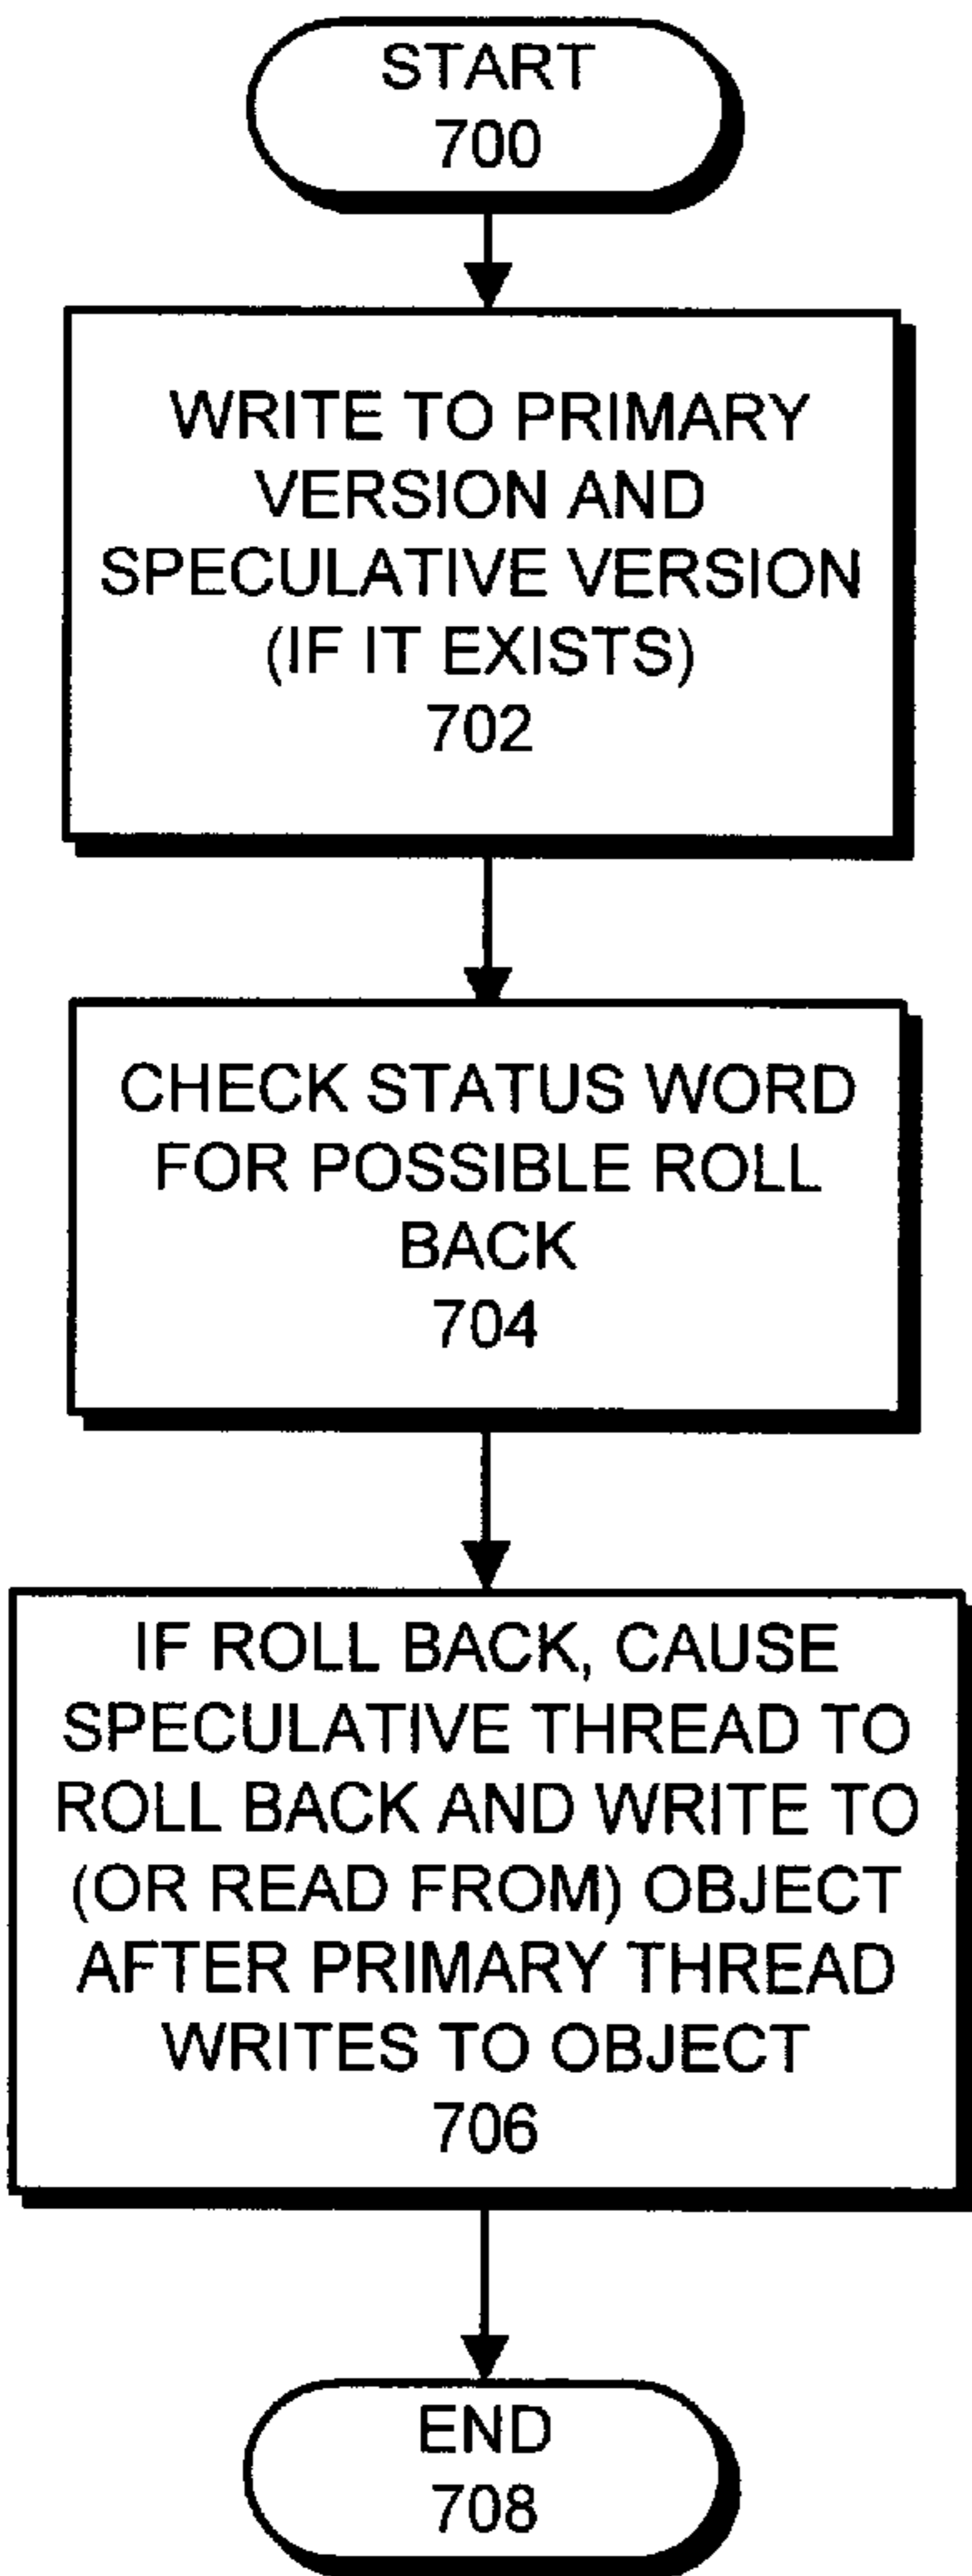 START
700
WRITE TO PRIMARY
VERSION AND
SPECULATIVE VERSION
(IF IT EXISTS)
702
CHECK STATUS WORD
FOR POSSIBLE ROLL
BACK
704
IF ROLL BACK, CAUSE
SPECULATIVE THREAD TO
ROLL BACK AND WRITE TO
(OR READ FROM) OBJECT
AFTER PRIMARY THREAD
WRITES TO OBJECT
706
END
708